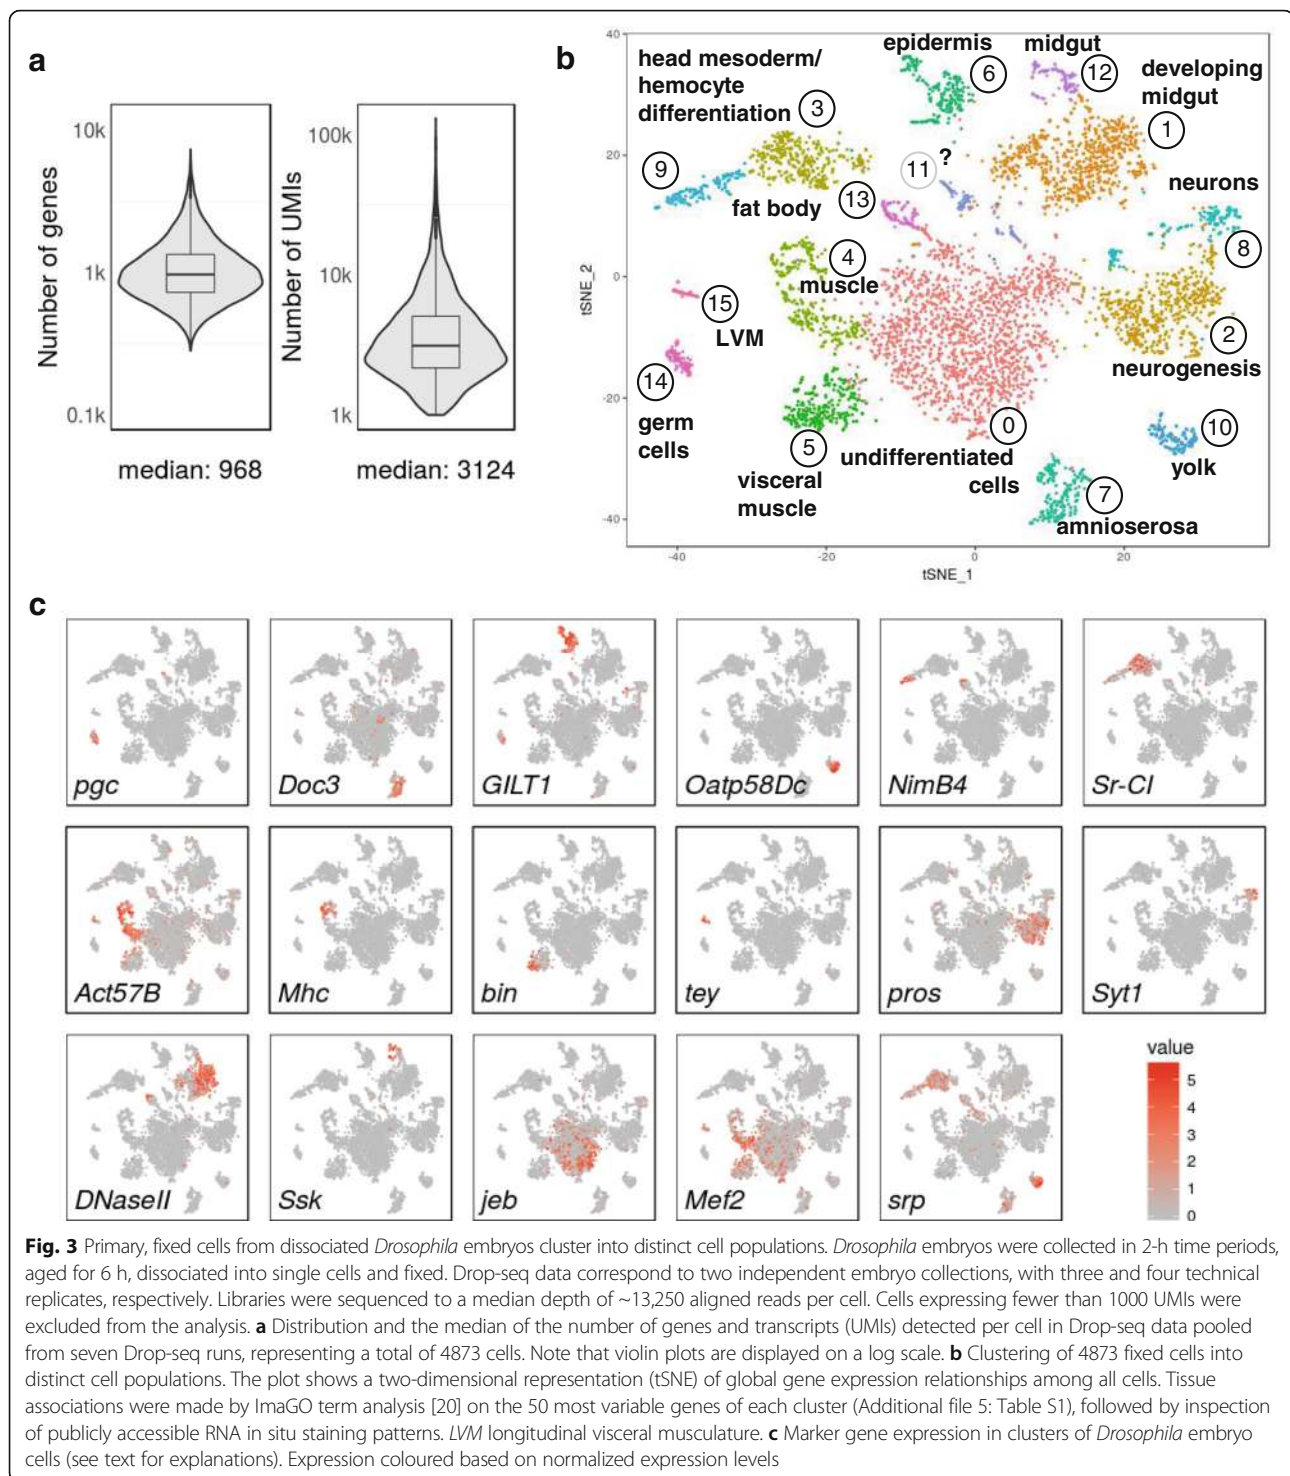 a
Number of genes
10k
1k
0.1k
median: 968
Number of UMIs
100k
10k
1k
median: 3124
b
tSNE_2
40
20
0
-20
-40
-40
-20
0
20
tSNE_1
head mesoderm/
hemocyte
differentiation
3
epidermis
6
midgut
12
developing
midgut
1
9
fat body
13
11
?
neurons
8
4
muscle
15
LVM
2
neurogenesis
14
germ
cells
5
visceral
muscle
0
undifferentiated
cells
10
yolk
7
amnioserosa
c
pgc
Doc3
GILT1
Oatp58Dc
NimB4
Sr-CI
Act57B
Mhc
bin
tey
pros
Syt1
DNaseII
Ssk
jeb
Mef2
srp
value
5
4
3
2
1
0
Fig. 3 Primary, fixed cells from dissociated Drosophila embryos cluster into distinct cell populations. Drosophila embryos were collected in 2-h time periods,
aged for 6 h, dissociated into single cells and fixed. Drop-seq data correspond to two independent embryo collections, with three and four technical
replicates, respectively. Libraries were sequenced to a median depth of ~13,250 aligned reads per cell. Cells expressing fewer than 1000 UMIs were
excluded from the analysis. a Distribution and the median of the number of genes and transcripts (UMIs) detected per cell in Drop-seq data pooled
from seven Drop-seq runs, representing a total of 4873 cells. Note that violin plots are displayed on a log scale. b Clustering of 4873 fixed cells into
distinct cell populations. The plot shows a two-dimensional representation (tSNE) of global gene expression relationships among all cells. Tissue
associations were made by ImaGO term analysis [20] on the 50 most variable genes of each cluster (Additional file 5: Table S1), followed by inspection
of publicly accessible RNA in situ staining patterns. LVM longitudinal visceral musculature. c Marker gene expression in clusters of Drosophila embryo
cells (see text for explanations). Expression coloured based on normalized expression levels